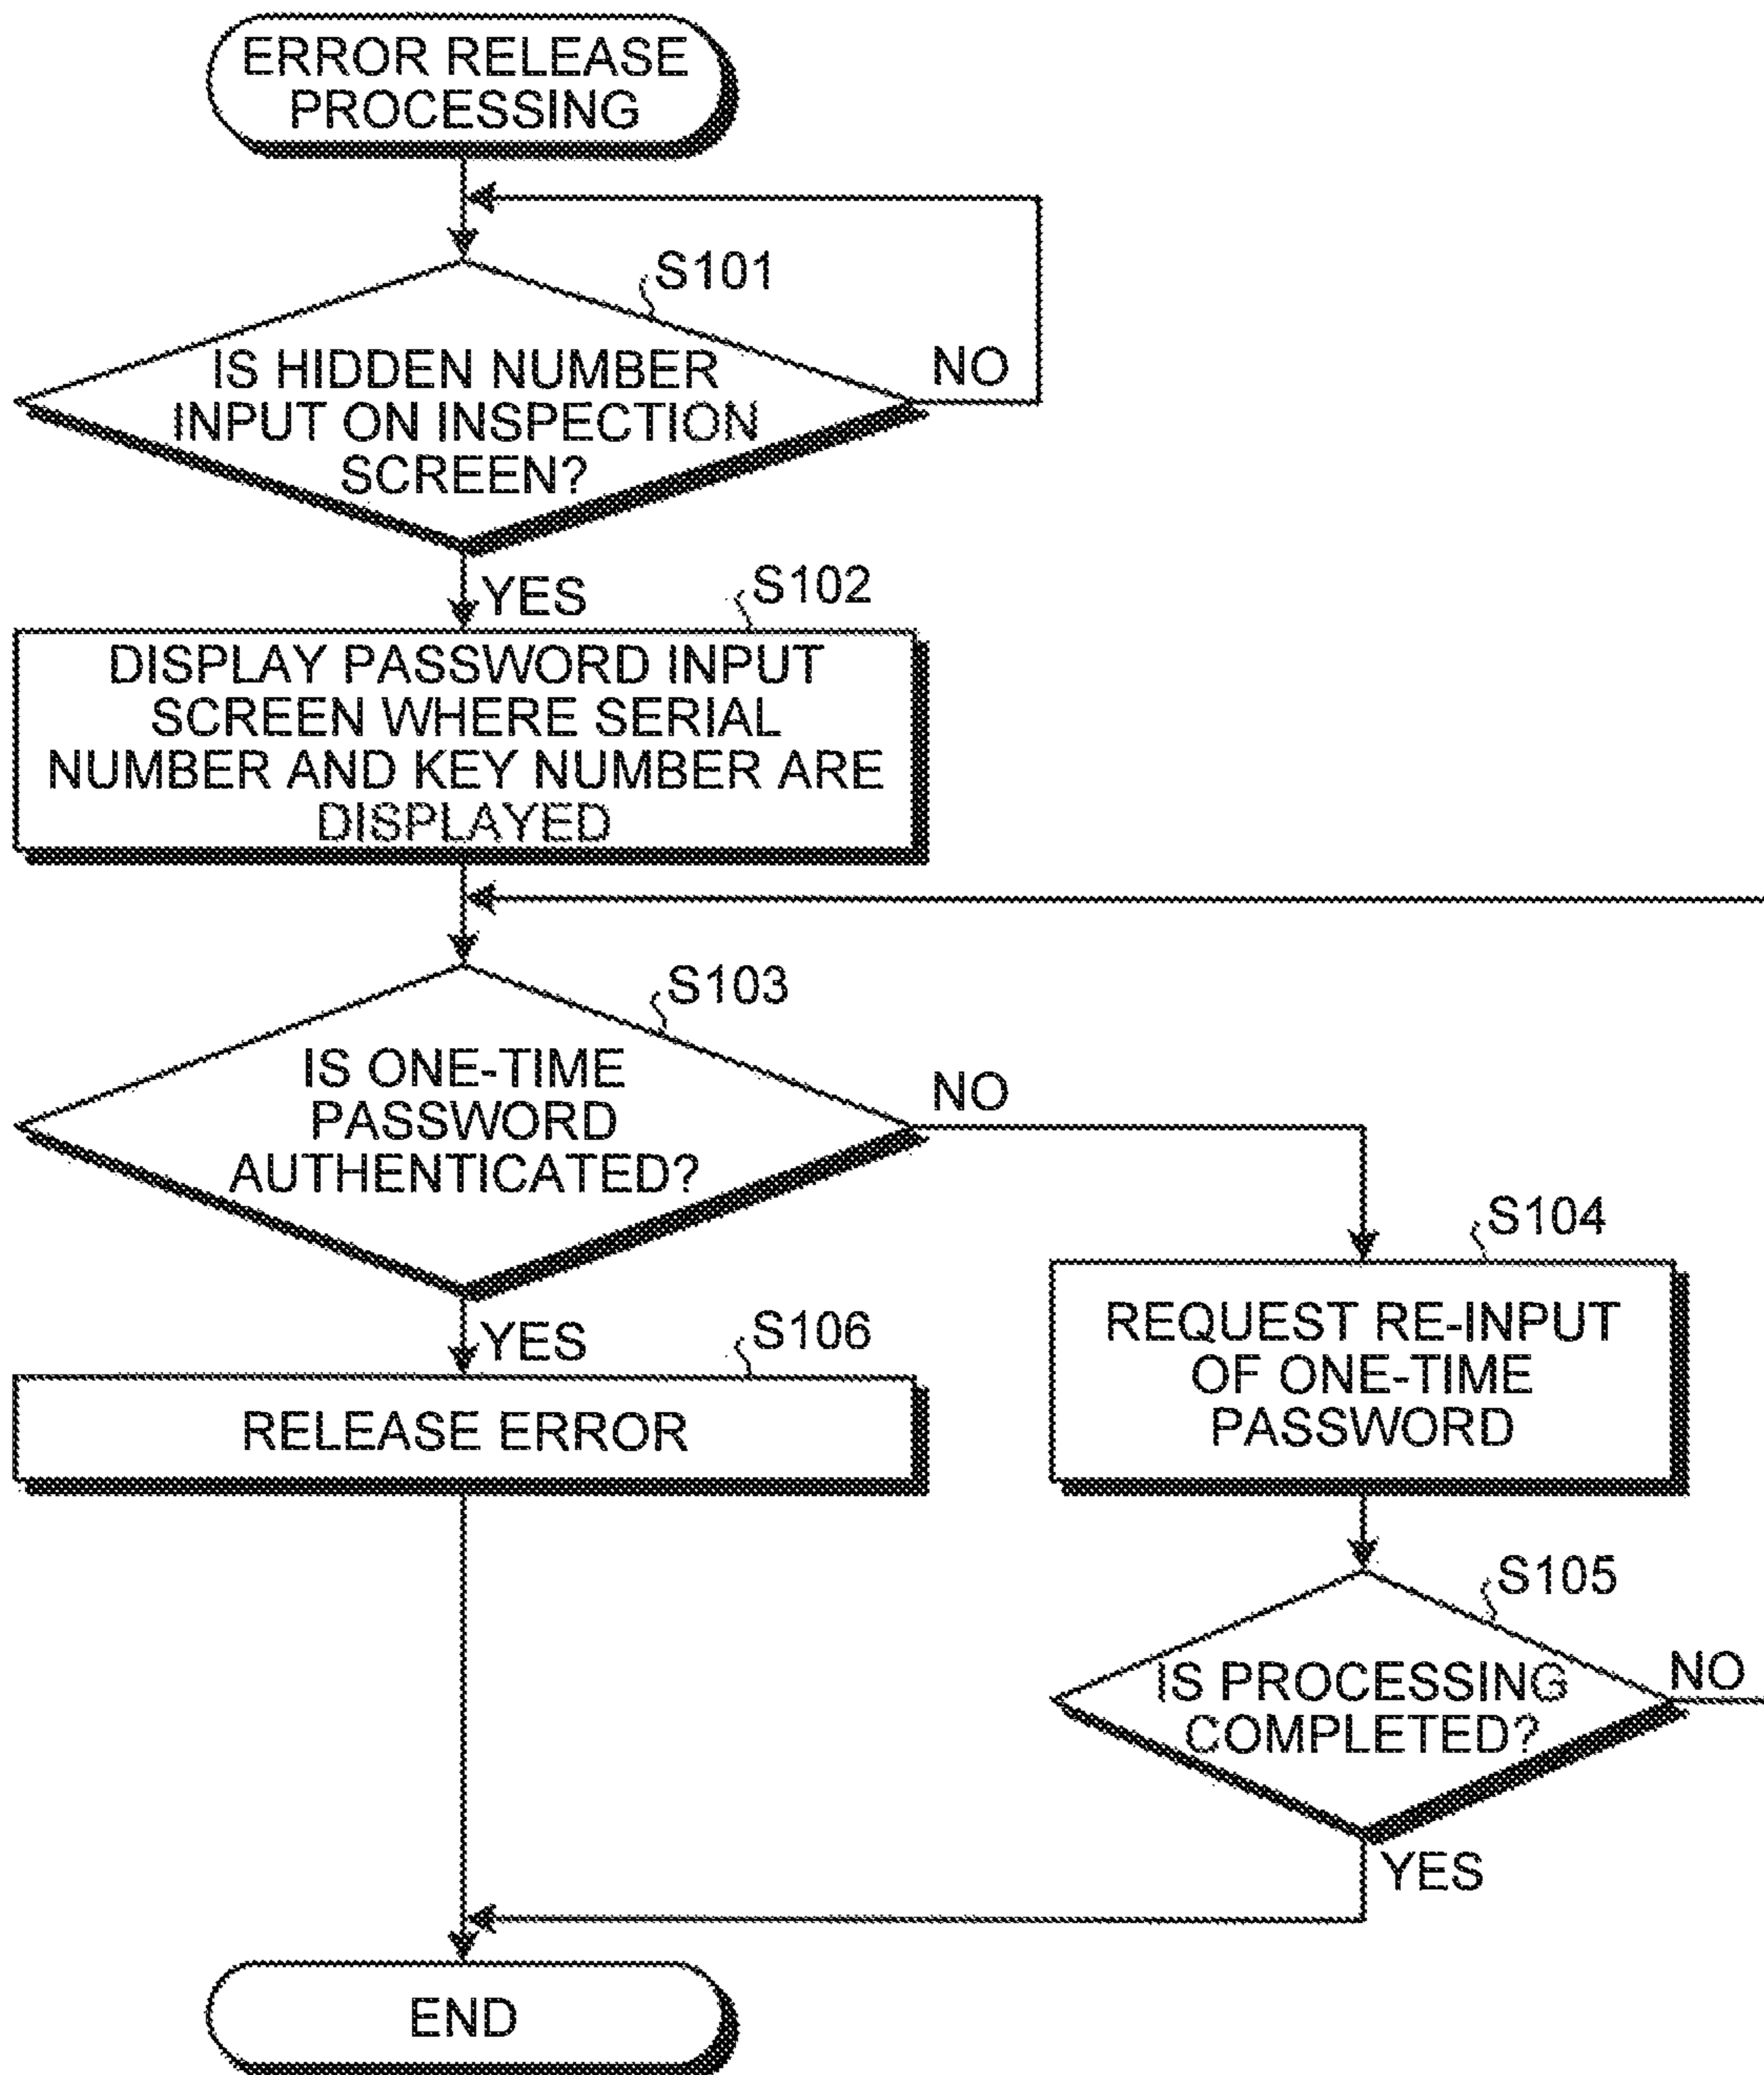 ERROR RELEASE
PROCESSING
S101
IS HIDDEN NUMBER
INPUT ON INSPECTION
SCREEN?
NO
YES
S102
DISPLAY PASSWORD INPUT
SCREEN WHERE SERIAL
NUMBER AND KEY NUMBER ARE
DISPLAYED
S103
IS ONE-TIME
PASSWORD
AUTHENTICATED?
NO
YES
S104
REQUEST RE-INPUT
OF ONE-TIME
PASSWORD
S106
RELEASE ERROR
S105
IS PROCESSING
COMPLETED?
NO
YES
END